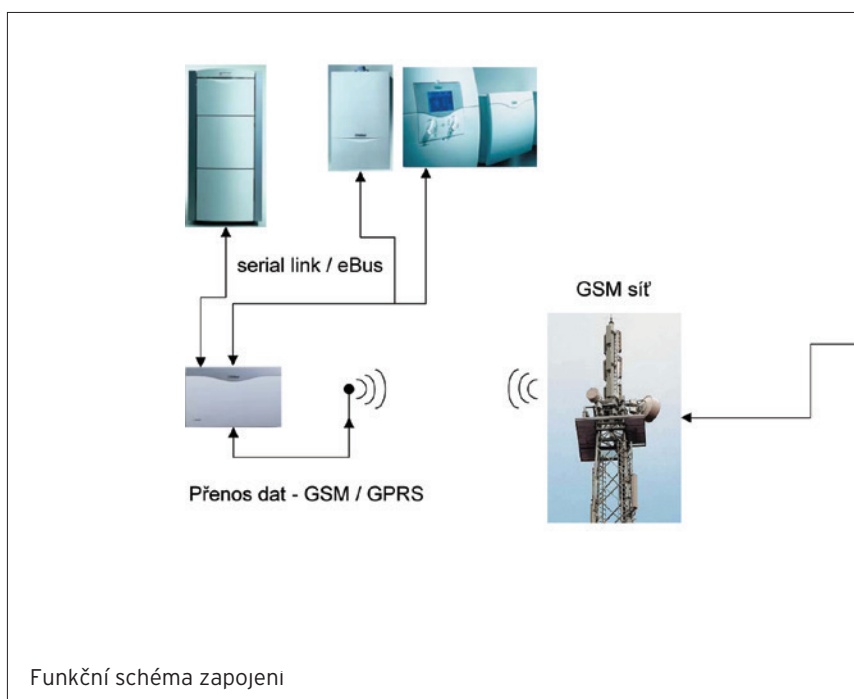 serial link / eBus
GSM síť
Přenos dat - GSM / GPRS
Funkční schéma zapojení